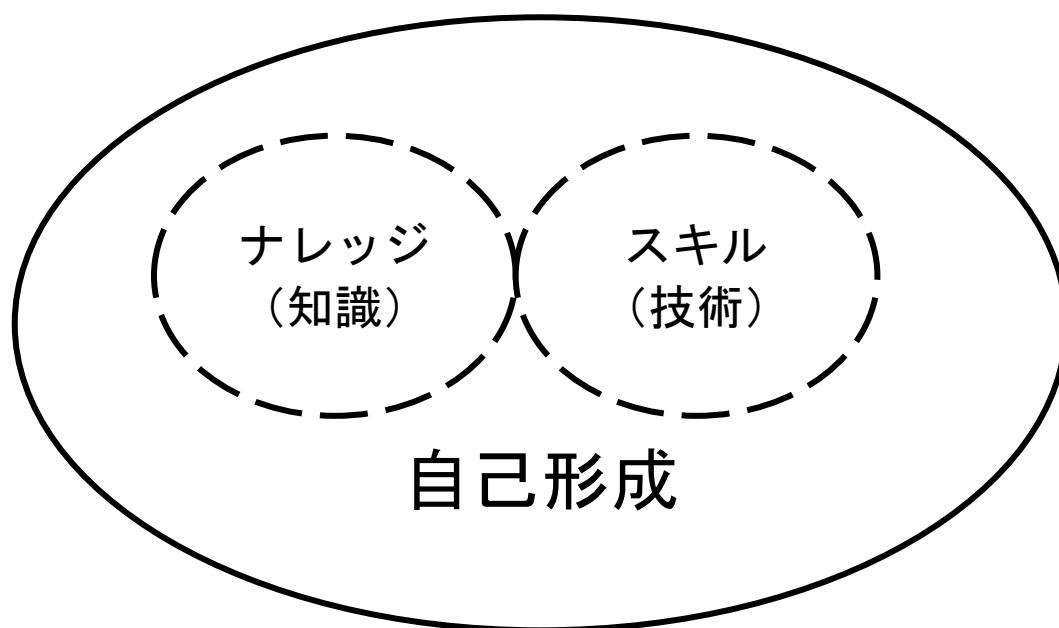 ナレッジ
（知識）
スキル
（技術）
自己形成